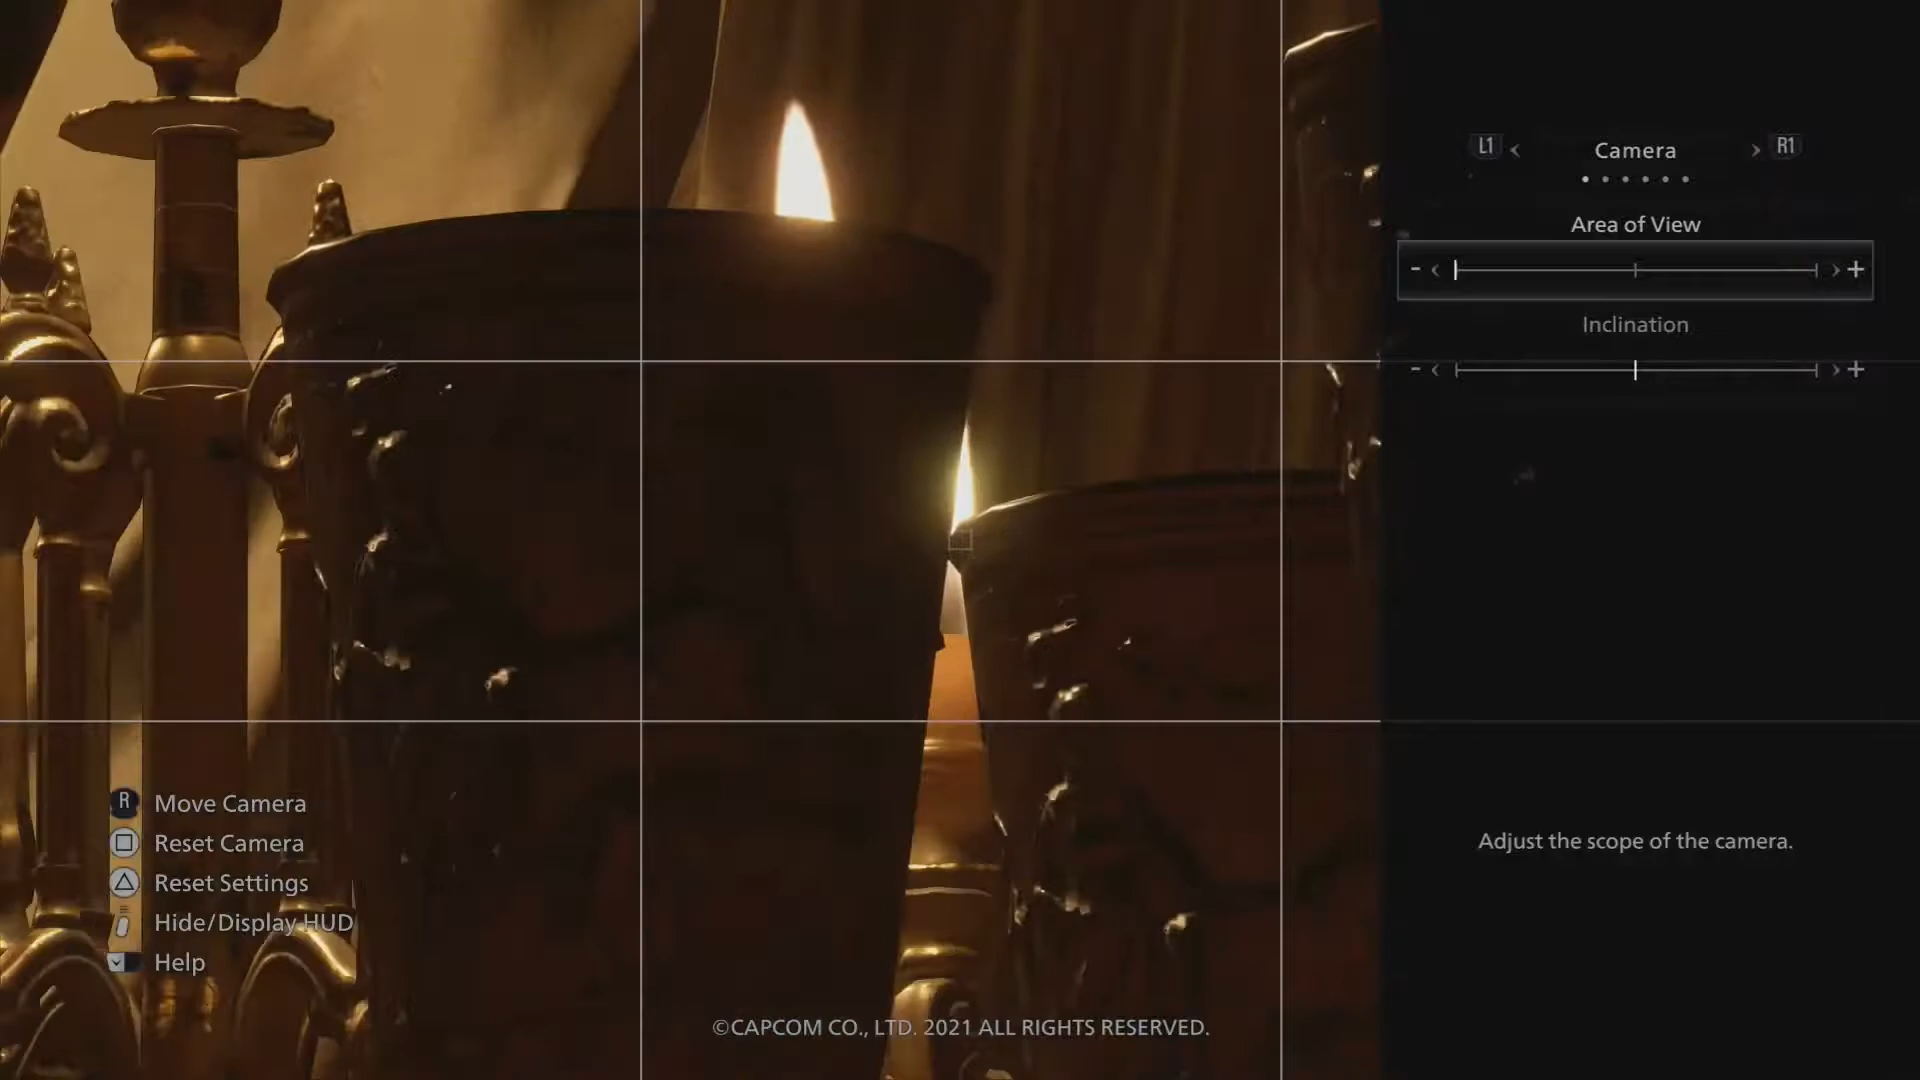 L1 Camera R1
Area of View
Inclination
R Move Camera
Reset Camera
Reset Settings
Hide/Display HUD
Help
Adjust the scope of the camera.
©CAPCOM CO., LTD. 2021 ALL RIGHTS RESERVED.